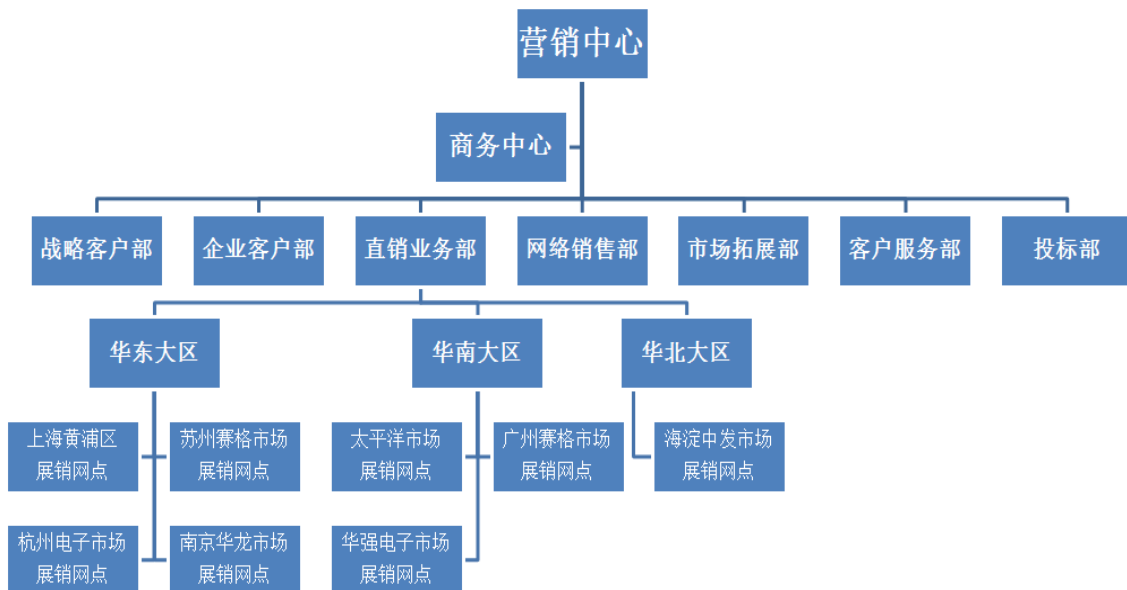 营销中心
商务中心
战略客户部
企业客户部
直销业务部
网络销售部
市场拓展部
客户服务部
投标部
华东大区
华南大区
华北大区
上海黄浦区
展销网点
苏州赛格市场
展销网点
太平洋市场
展销网点
广州赛格市场
展销网点
海淀中发市场
展销网点
杭州电子市场
展销网点
南京华龙市场
展销网点
华强电子市场
展销网点